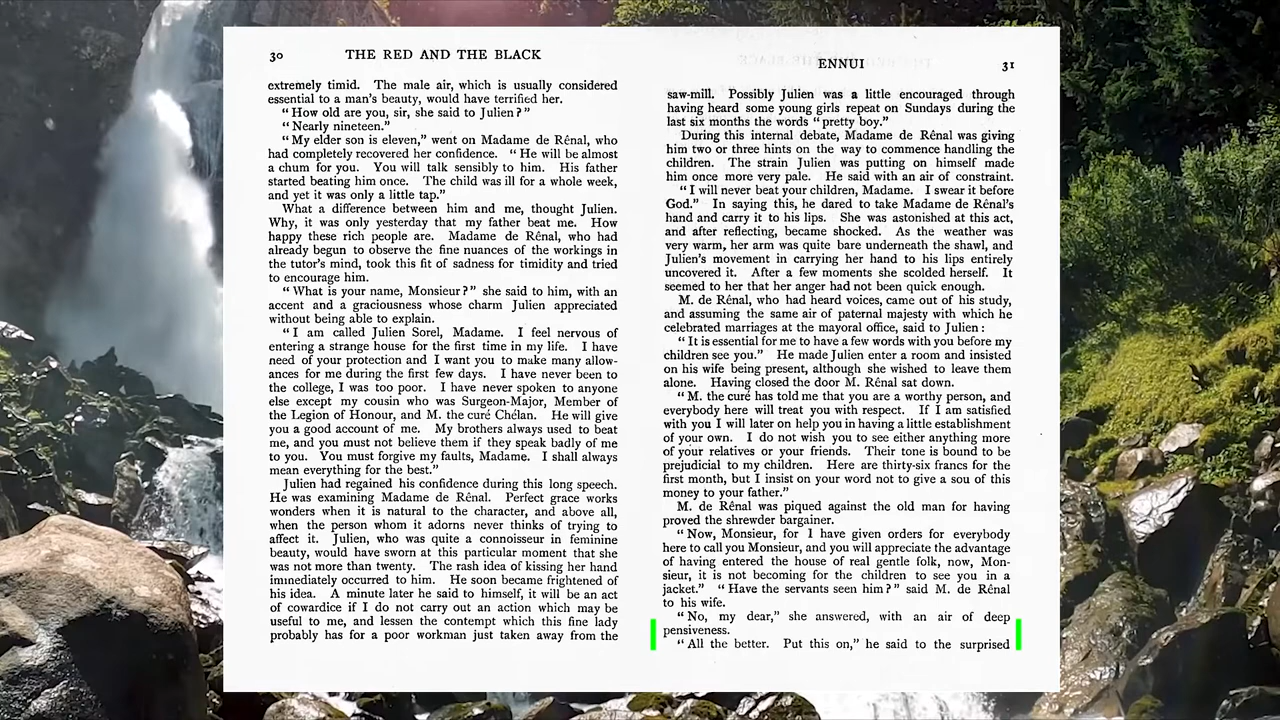 30 THE RED AND THE BLACK
extremely timid. The male air, which is usually considered
essential to a man's beauty, would have terrified her.
"How old are you, sir, she said to Julien?"
"Nearly nineteen."
"My elder son is eleven," went on Madame de Rênal, who
had completely recovered her confidence. "He will be almost
a chum for you. You will talk sensibly to him. His father
started beating him once. The child was ill for a whole week,
and yet it was only a little tap."
What a difference between him and me, thought Julien.
Why, it was only yesterday that my father beat me. How
happy these rich people are. Madame de Rênal, who had
already begun to observe the fine nuances of the workings in
the tutor's mind, took this fit of sadness for timidity and tried
to encourage him.
"What is your name, Monsieur?" she said to him, with an
accent and a graciousness whose charm Julien appreciated
without being able to explain.
"I am called Julien Sorel, Madame. I feel nervous of
entering a strange house for the first time in my life. I have
need of your protection and I want you to make many allow-
ances for me during the first few days. I have never been to
the college, I was too poor. I have never spoken to anyone
else except my cousin who was Surgeon-Major, Member of
the Legion of Honour, and M. the curé Chélan. He will give
you a good account of me. My brothers always used to beat
me, and you must not believe them if they speak badly of me
to you. You must forgive my faults, Madame. I shall always
mean everything for the best."
Julien had regained his confidence during this long speech.
He was examining Madame de Rênal. Perfect grace works
wonders when it is natural to the character, and above all,
when the person whom it adorns never thinks of trying to
affect it. Julien, who was quite a connoisseur in feminine
beauty, would have sworn at this particular moment that she
was not more than twenty. The rash idea of kissing her hand
immediately occurred to him. He soon became frightened of
his idea. A minute later he said to himself, it will be an act
of cowardice if I do not carry out an action which may be
useful to me, and lessen the contempt which this fine lady
probably has for a poor workman just taken away from the
ENNUI 31
saw-mill. Possibly Julien was a little encouraged through
having heard some young girls repeat on Sundays during the
last six months the words "pretty boy."
During this internal debate, Madame de Rênal was giving
him two or three hints on the way to commence handling the
children. The strain Julien was putting on himself made
him once more very pale. He said with an air of constraint.
"I will never beat your children, Madame. I swear it before
God." In saying this, he dared to take Madame de Rênal's
hand and carry it to his lips. She was astonished at this act,
and after reflecting, became shocked. As the weather was
very warm, her arm was quite bare underneath the shawl, and
Julien's movement in carrying her hand to his lips entirely
uncovered it. After a few moments she scolded herself. It
seemed to her that her anger had not been quick enough.
M. de Rênal, who had heard voices, came out of his study,
and assuming the same air of paternal majesty with which he
celebrated marriages at the mayoral office, said to Julien:
"It is essential for me to have a few words with you before my
children see you." He made Julien enter a room and insisted
on his wife being present, although she wished to leave them
alone. Having closed the door M. Rênal sat down.
"M. the curé has told me that you are a worthy person, and
everybody here will treat you with respect. If I am satisfied
with you I will later on help you in having a little establishment
of your own. I do not wish you to see either anything more
of your relatives or your friends. Their tone is bound to be
prejudicial to my children. Here are thirty-six francs for the
first month, but I insist on your word not to give a sou of this
money to your father."
M. de Rênal was piqued against the old man for having
proved the shrewder bargainer.
"Now, Monsieur, for I have given orders for everybody
here to call you Monsieur, and you will appreciate the advantage
of having entered the house of real gentle folk, now, Mon-
sieur, it is not becoming for the children to see you in a
jacket." "Have the servants seen him?" said M. de Rênal
to his wife.
"No, my dear," she answered, with an air of deep
pensiveness.
"All the better. Put this on," he said to the surprised